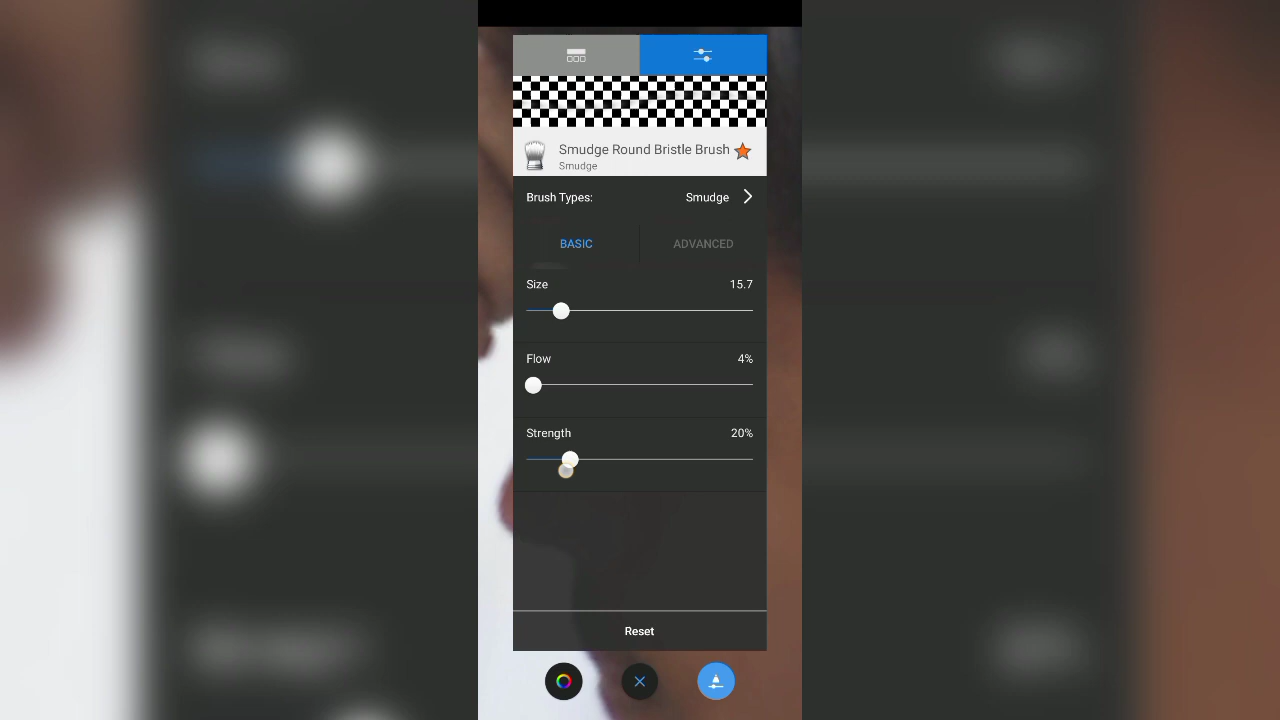 Smudge Round Bristle Brush
Smudge
Brush Types: Smudge
BASIC ADVANCED
Size 15.7
Flow 4%
Strength 20%
Reset